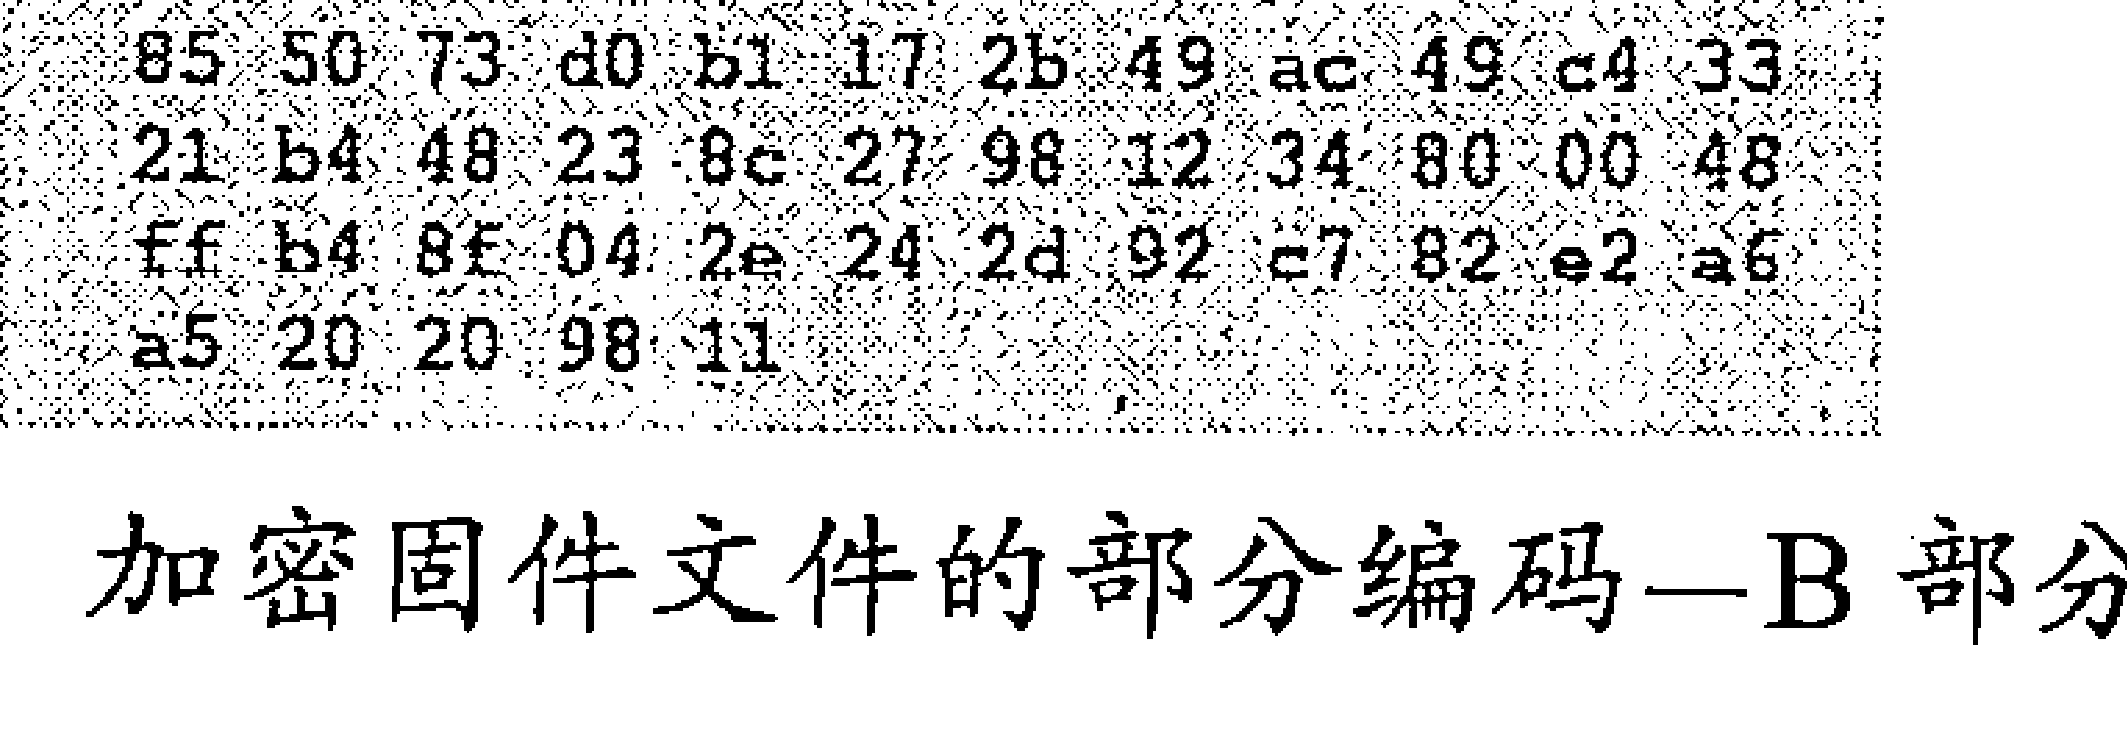 85 50 73 d0 b1 17 2b 49 ac 49 c4 33
21 b4 48 23 8c 27 98 12 34 80 00 48
ff b4 8f 04 2e 24 2d 92 c7 82 e2 a6
a5 20 20 98 11
加密固件文件的部分编码—B 部分